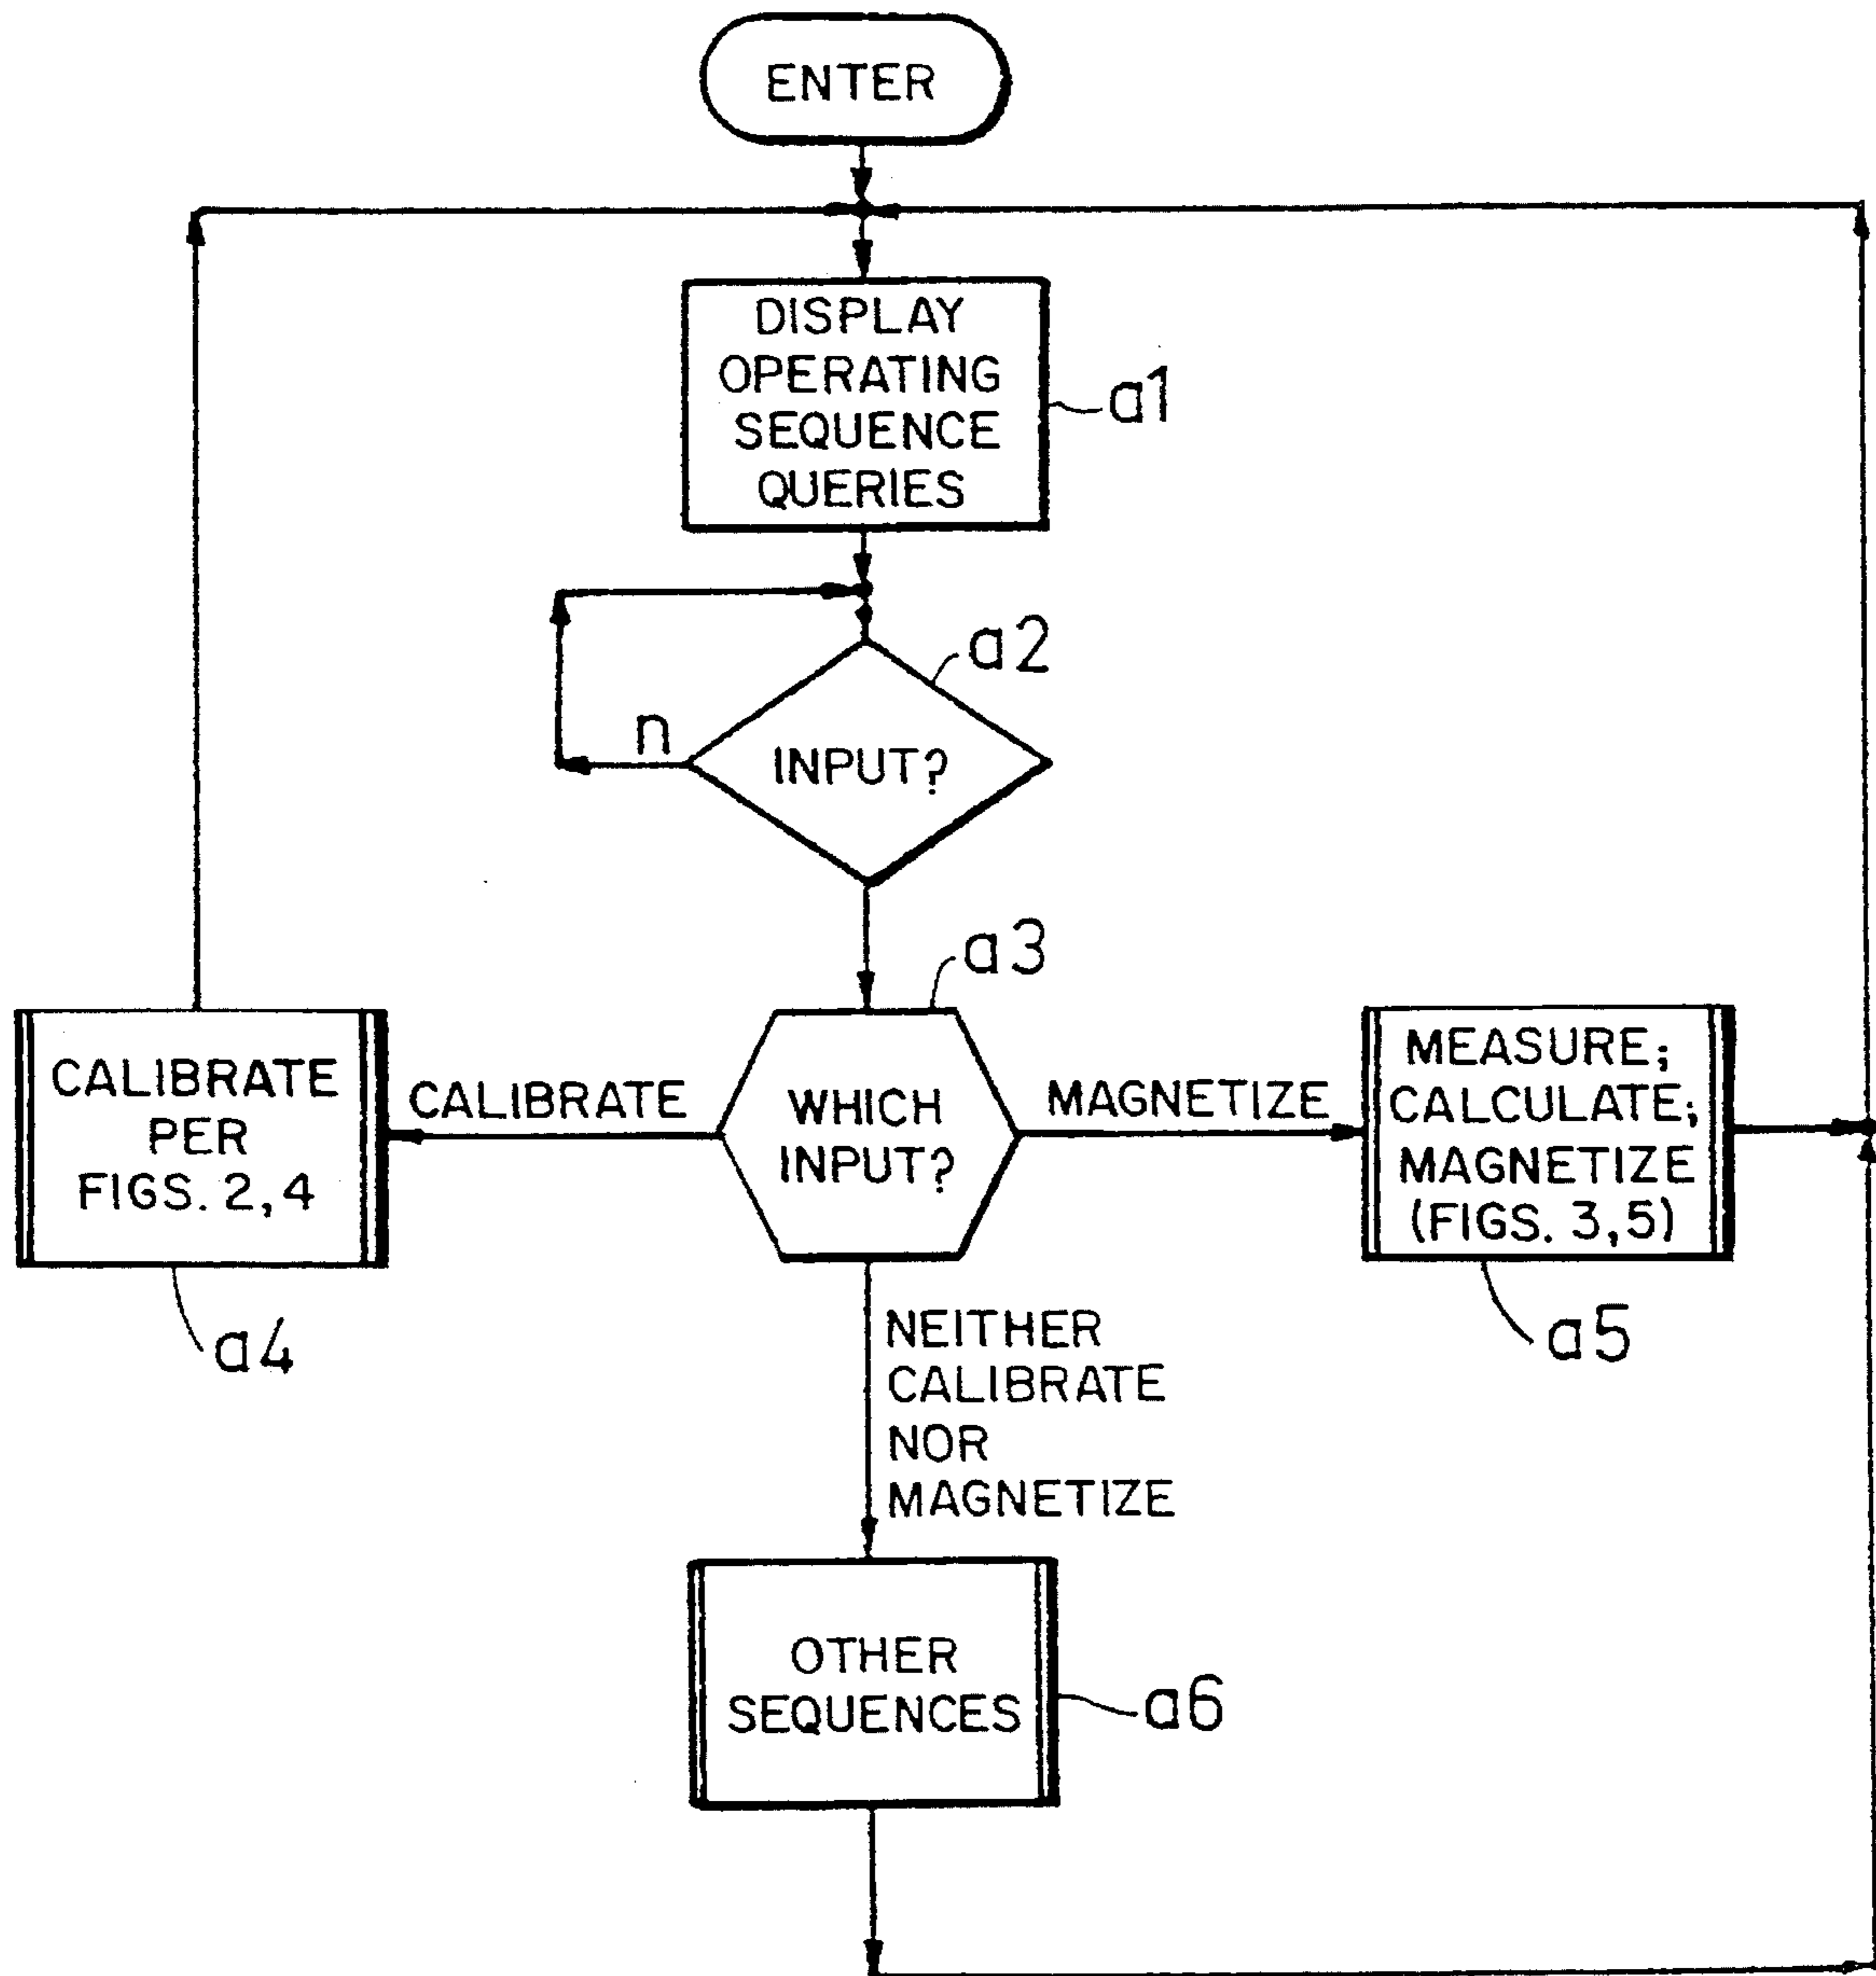 ENTER
DISPLAY
OPERATING
SEQUENCE
QUERIES
a1
a2
n
INPUT?
a3
CALIBRATE
PER
FIGS. 2,4
a4
CALIBRATE
WHICH
INPUT?
MAGNETIZE
MEASURE;
CALCULATE;
MAGNETIZE
(FIGS. 3,5)
a5
NEITHER
CALIBRATE
NOR
MAGNETIZE
OTHER
SEQUENCES
a6